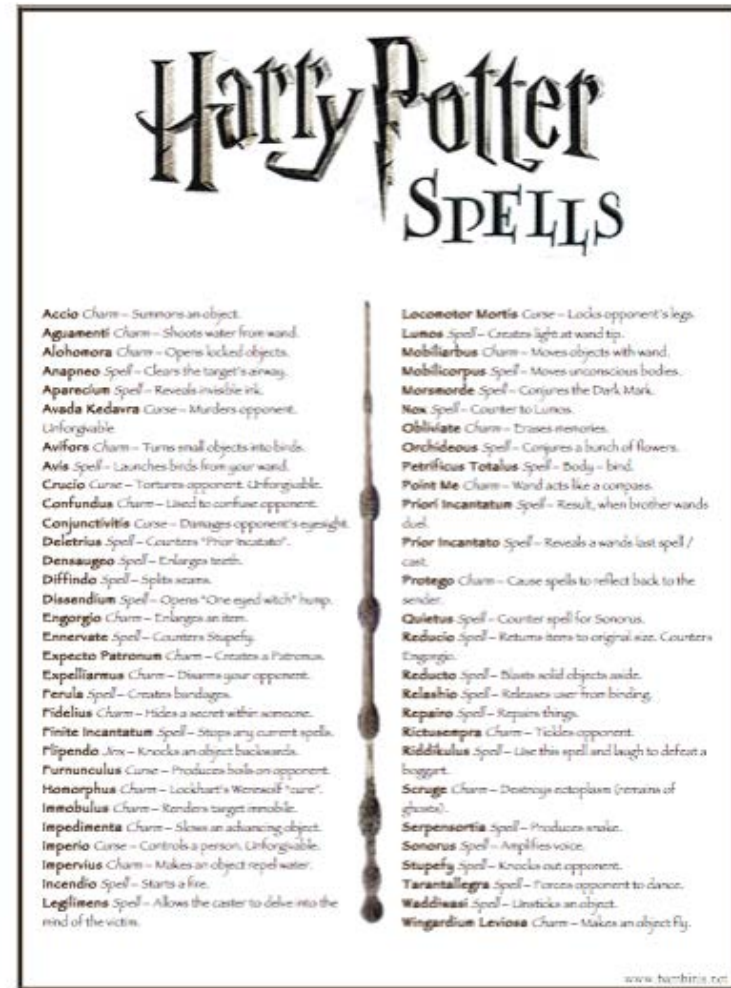 Harry Potter
SPELLS
Accio Charm – Summons an object.
Aguamenti Charm – Shoots water from wand.
Alohomora Charm – Opens locked objects.
Anapneo Spell – Clears the target's airway.
Aparecium Spell – Reveals invisible ink.
Avada Kedavra Curse – Murders opponent.
Unforgivable
Avifors Charm – Turns small objects into birds.
Avis Spell – Launches birds from your wand.
Crucio Curse – Tortures opponent. Unforgivable.
Confundus Charm – Used to confuse opponent.
Conjunctivitis Curse – Damages opponent's eyesight.
Deletrius Spell – Counters "Prior Incatato".
Densaugeo Spell – Enlarges teeth.
Diffindo Spell – Splits seams.
Dissendium Spell – Opens "One eyed witch" hump.
Engorgio Charm – Enlarges an item.
Ennervate Spell – Counters Stupefy.
Expecto Patronum Charm – Creates a Patronus.
Expelliarmus Charm – Disarms your opponent.
Ferula Spell – Creates bandages.
Fidelius Charm – Hides a secret within someone.
Finite Incantatum Spell – Stops any current spells.
Flipendo Jinx – Knocks an object backwards.
Furnunculus Curse – Produces boils on opponent.
Homorphus Charm – Lockhart's Werewolf "cure".
Immobulus Charm – Renders target immobile.
Impedimenta Charm – Slows an advancing object.
Imperio Curse – Controls a person. Unforgivable.
Impervius Charm – Makes an object repel water.
Incendio Spell – Starts a fire.
Legilimens Spell – Allows the caster to delve into the
mind of the victim.
Locomotor Mortis Curse – Locks opponent's legs.
Lumos Spell – Creates light at wand tip.
Mobiliarbus Charm – Moves objects with wand.
Mobilicorpus Spell – Moves unconscious bodies.
Morsmorde Spell – Conjures the Dark Mark.
Nox Spell – Counter to Lumos.
Obliviate Charm – Erases memories.
Orchideous Spell – Conjures a bunch of flowers.
Petrificus Totalus Spell – Body – bind.
Point Me Charm – Wand acts like a compass.
Priori Incantatum Spell – Result, when brother wands
duel.
Prior Incantato Spell – Reveals a wands last spell /
cast.
Protego Charm – Cause spells to reflect back to the
sender.
Quietus Spell – Counter spell for Sonorus.
Reducio Spell – Returns items to original size. Counters
Engorgio.
Reducto Spell – Blasts solid objects aside.
Relashio Spell – Releases user from binding.
Repairo Spell – Repairs things.
Rictusempra Charm – Tickles opponent.
Riddikulus Spell – Use this spell and laugh to defeat a
boggart.
Scruge Charm – Destroys ectoplasm (remains of
ghosts).
Serpensortia Spell – Produces snake.
Sonorus Spell – Amplifies voice.
Stupefy Spell – Knocks out opponent.
Tarantallegra Spell – Forces opponent to dance.
Waddiwasi Spell – Unsticks an object.
Wingardium Leviosa Charm – Makes an object fly.